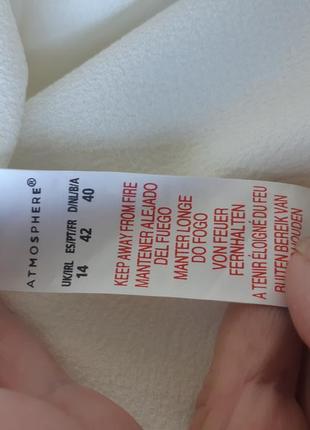 ATMOSPHERE®
UK/IRL ES/PT/FR D/NL/B/A
14 42 40
KEEP AWAY FROM FIRE
MANTENER ALEJADO
DEL FUEGO
MANTER LONGE
DO FOGO
VON FEUER
FERNHALTEN
A TENIR ÉLOIGNÉ DU FEU
BUITEN BEREIK VAN